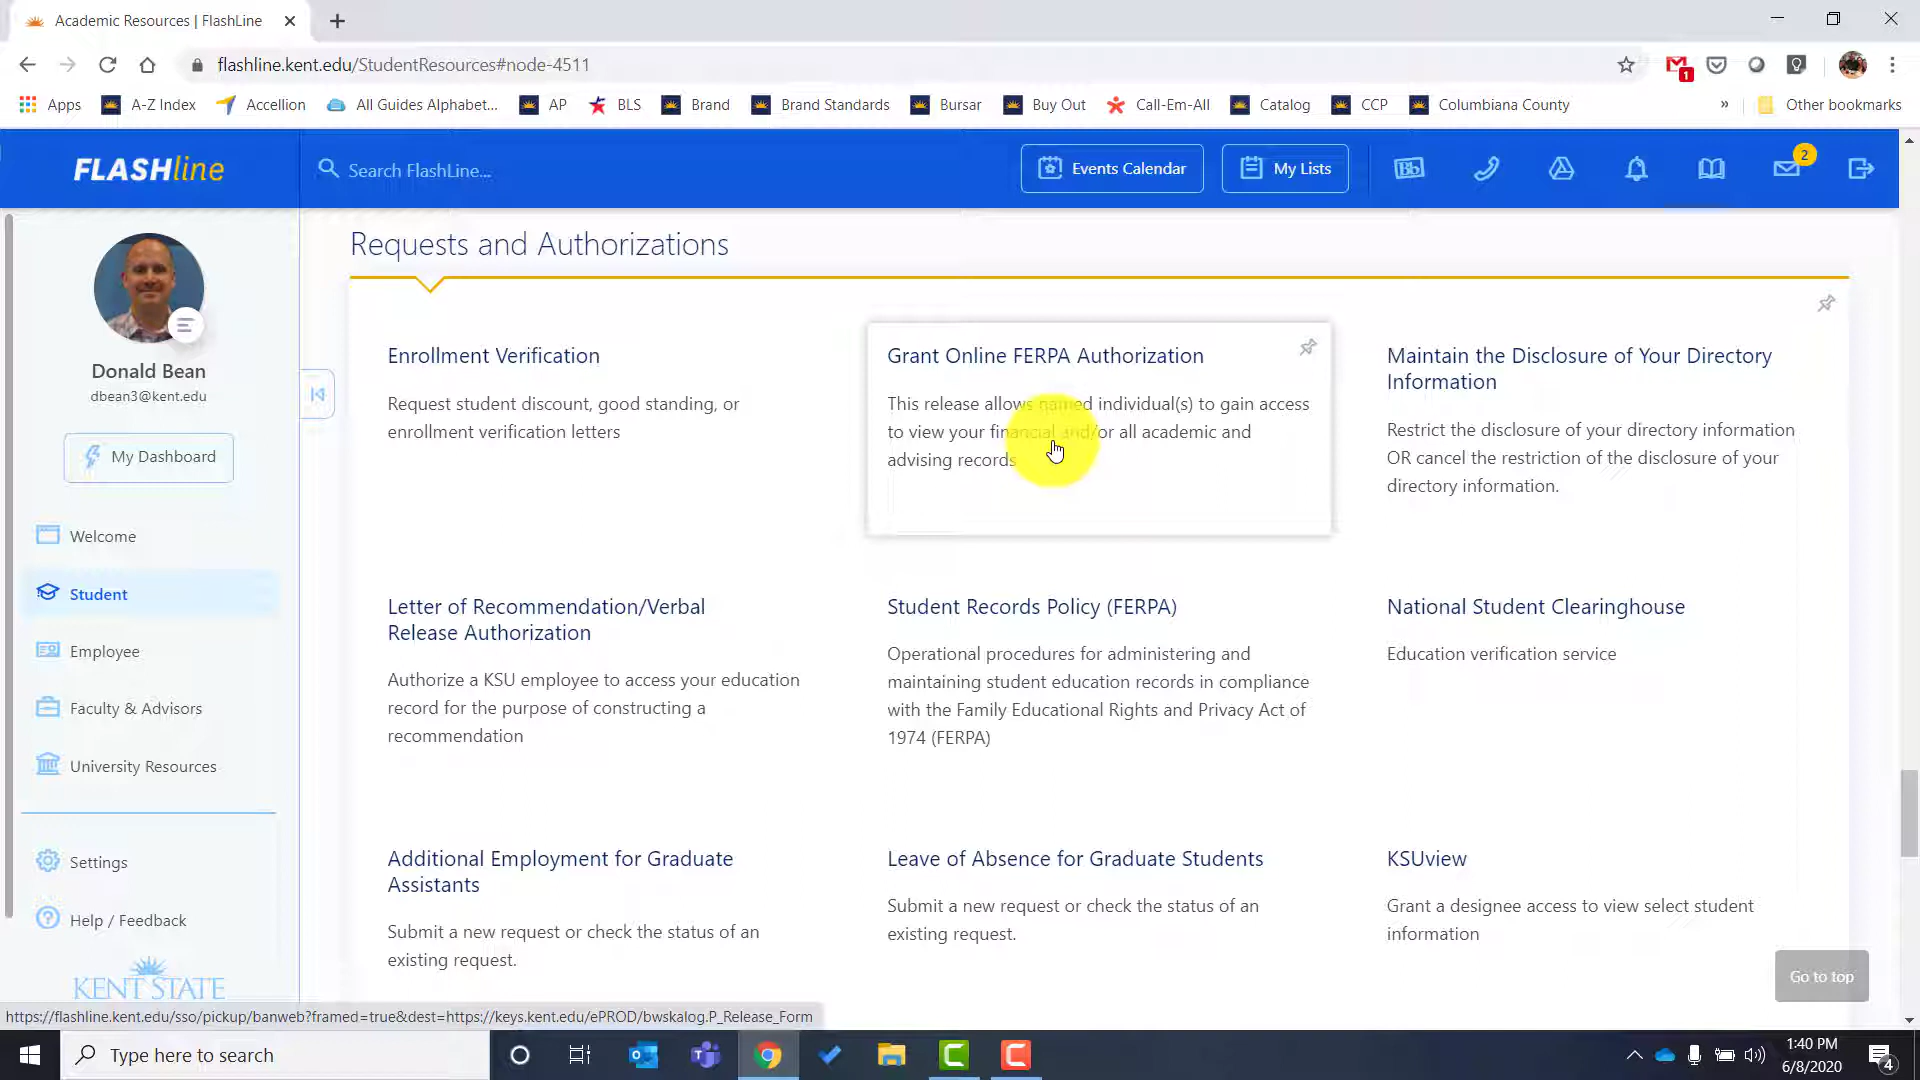 Academic Resources | FlashLine
flashline.kent.edu/StudentResources#node-4511
1
Apps
A-Z Index
Accellion
All Guides Alphabet...
AP
BLS
Brand
Brand Standards
Bursar
Buy Out
Call-Em-All
Catalog
CCP
Columbiana County
»
Other bookmarks
FLASHline
Search FlashLine...
Events Calendar
My Lists
Bb
2
Donald Bean
dbean3@kent.edu
My Dashboard
Welcome
Student
Employee
Faculty & Advisors
University Resources
Settings
Help / Feedback
KENT STATE
Requests and Authorizations
Enrollment Verification
Request student discount, good standing, or
enrollment verification letters
Grant Online FERPA Authorization
This release allows named individual(s) to gain access
to view your financial and/or all academic and
advising records
Maintain the Disclosure of Your Directory
Information
Restrict the disclosure of your directory information
OR cancel the restriction of the disclosure of your
directory information.
Letter of Recommendation/Verbal
Release Authorization
Authorize a KSU employee to access your education
record for the purpose of constructing a
recommendation
Student Records Policy (FERPA)
Operational procedures for administering and
maintaining student education records in compliance
with the Family Educational Rights and Privacy Act of
1974 (FERPA)
National Student Clearinghouse
Education verification service
Additional Employment for Graduate
Assistants
Submit a new request or check the status of an
existing request.
Leave of Absence for Graduate Students
Submit a new request or check the status of an
existing request.
KSUview
Grant a designee access to view select student
information
Go to top
https://flashline.kent.edu/sso/pickup/banweb?framed=true&dest=https://keys.kent.edu/ePROD/bwskalog.P_Release_Form
Type here to search
1:40 PM
6/8/2020
4